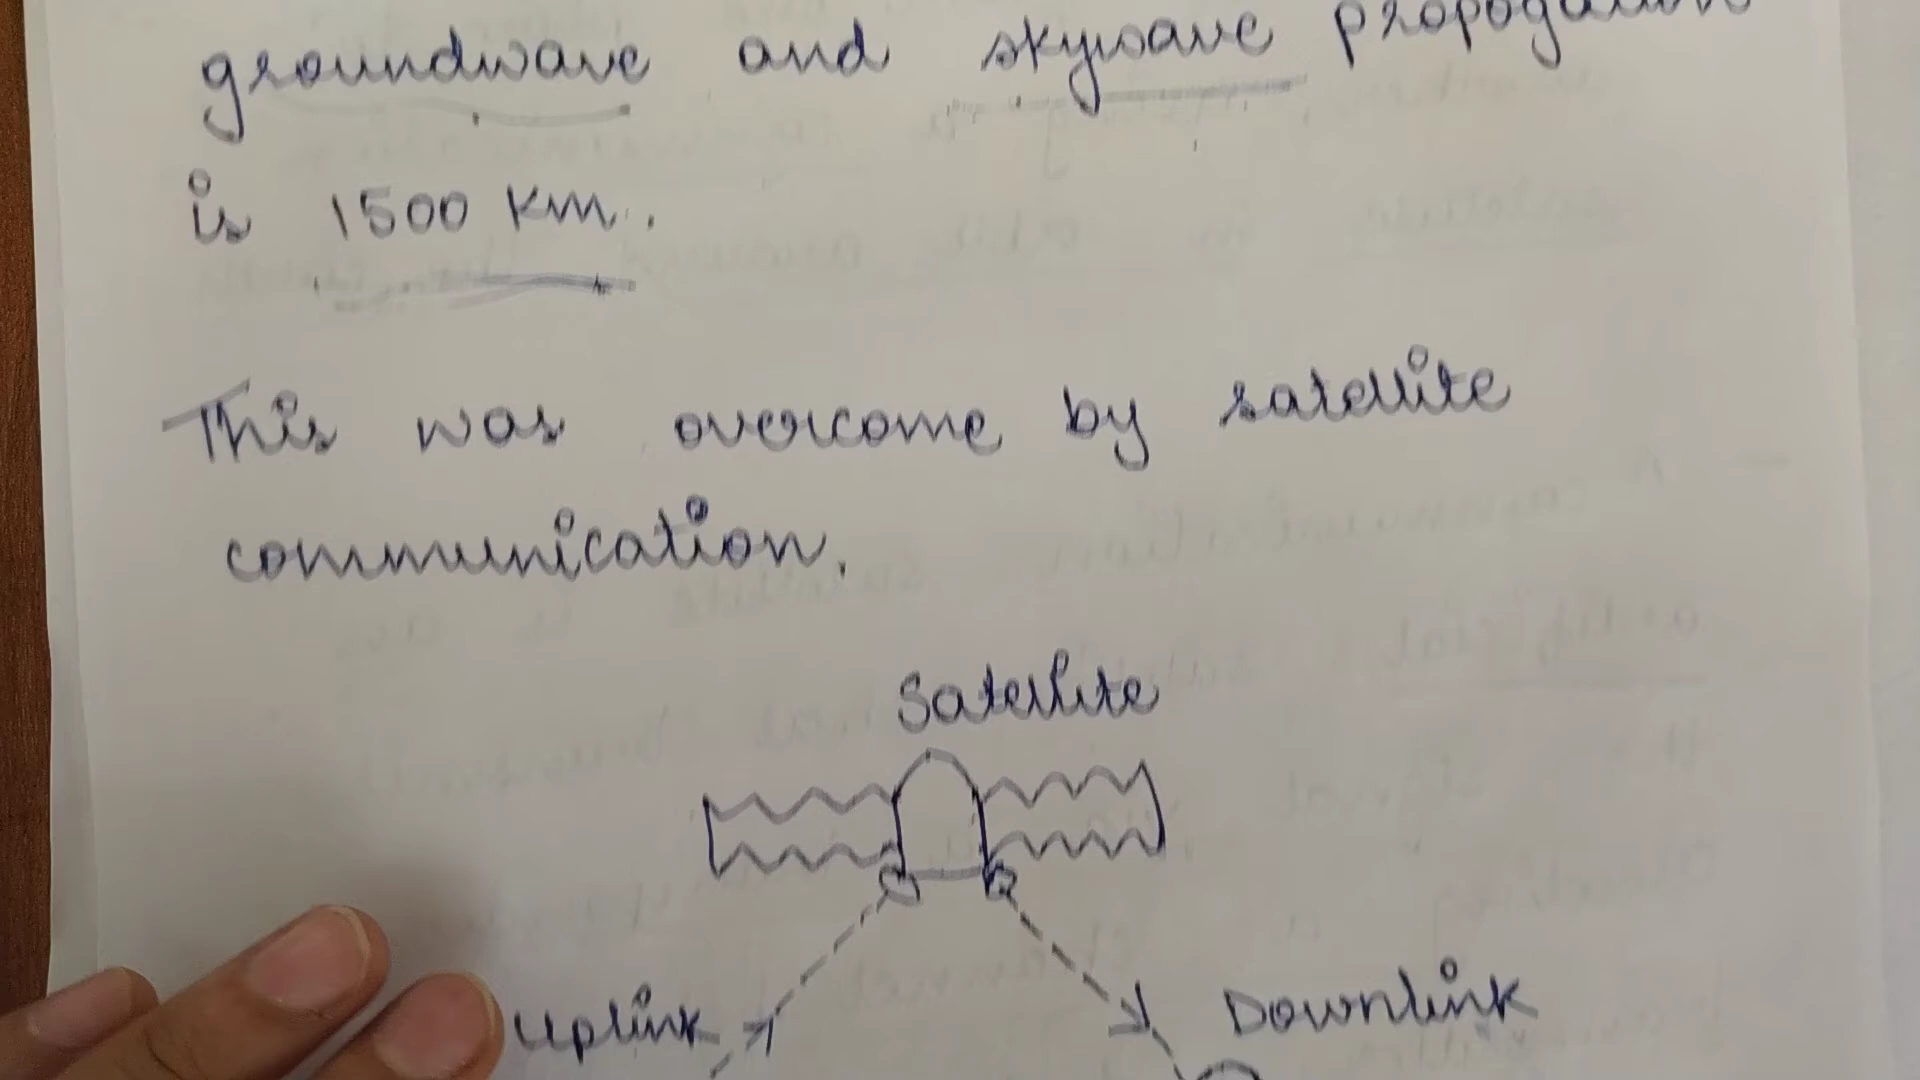 groundwave and skywave propogation
is 1500 km.
This was overcome by satellite
communication.
Satellite
Uplink
Downlink